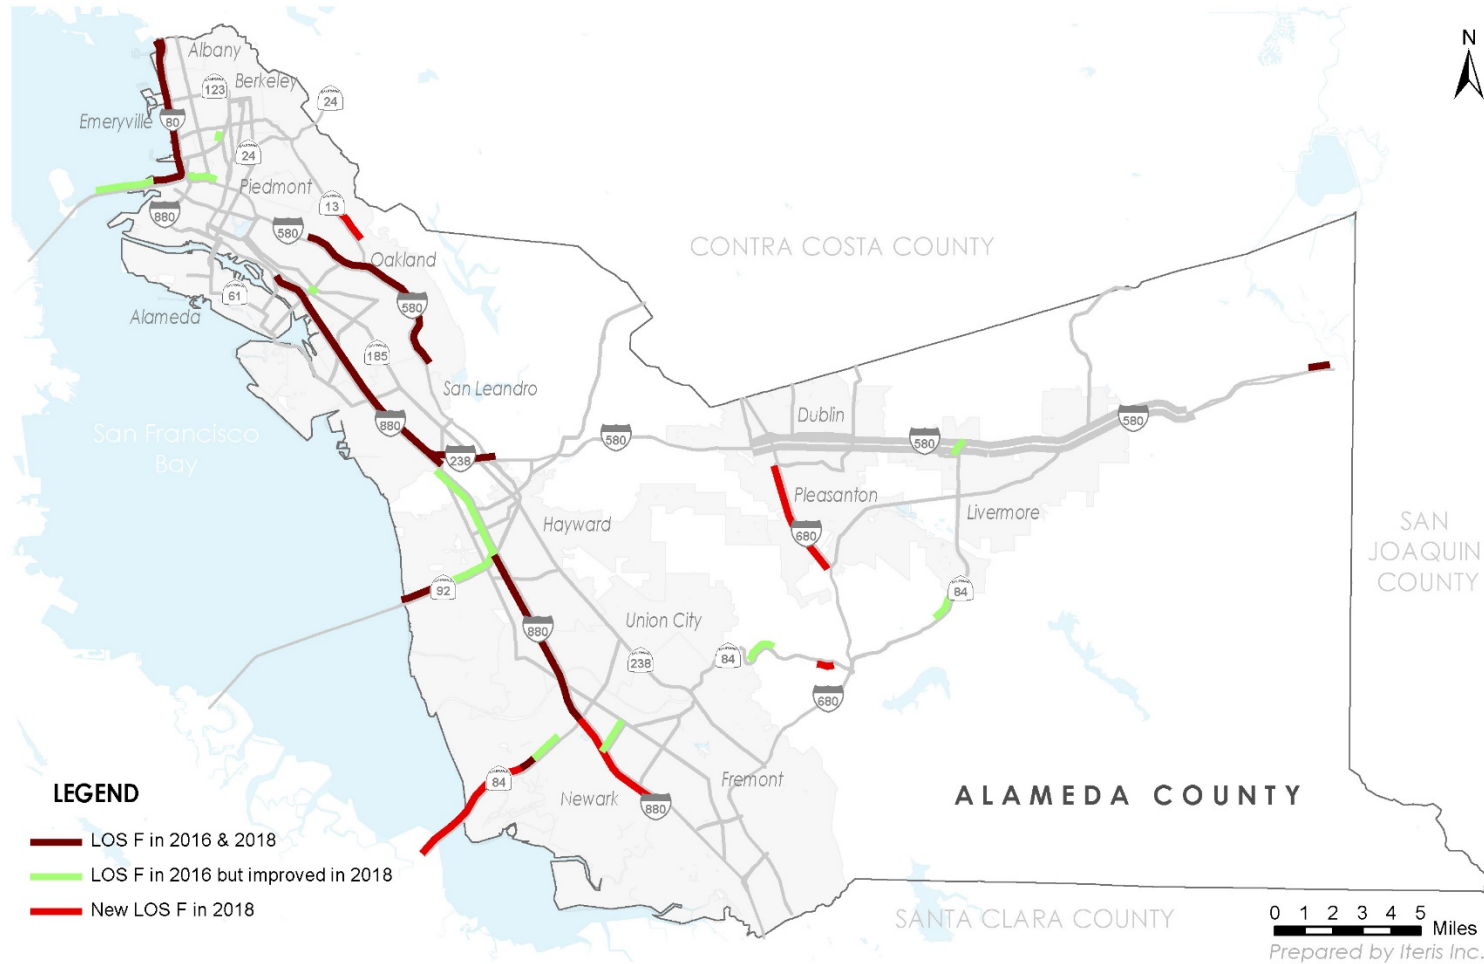 N
Albany
Berkeley
123
24
Emeryville
80
24
Piedmont
13
880
580
Oakland
CONTRA COSTA COUNTY
61
580
Alameda
185
San Leandro
Dublin
880
580
580
580
San Francisco
Bay
238
Pleasanton
Hayward
Livermore
SAN
JOAQUIN
COUNTY
680
92
84
Union City
880
238
84
680
84
Fremont
Newark
880
ALAMEDA COUNTY
LEGEND
LOS F in 2016 & 2018
LOS F in 2016 but improved in 2018
New LOS F in 2018
SANTA CLARA COUNTY
0 1 2 3 4 5
Miles
Prepared by Iteris Inc.